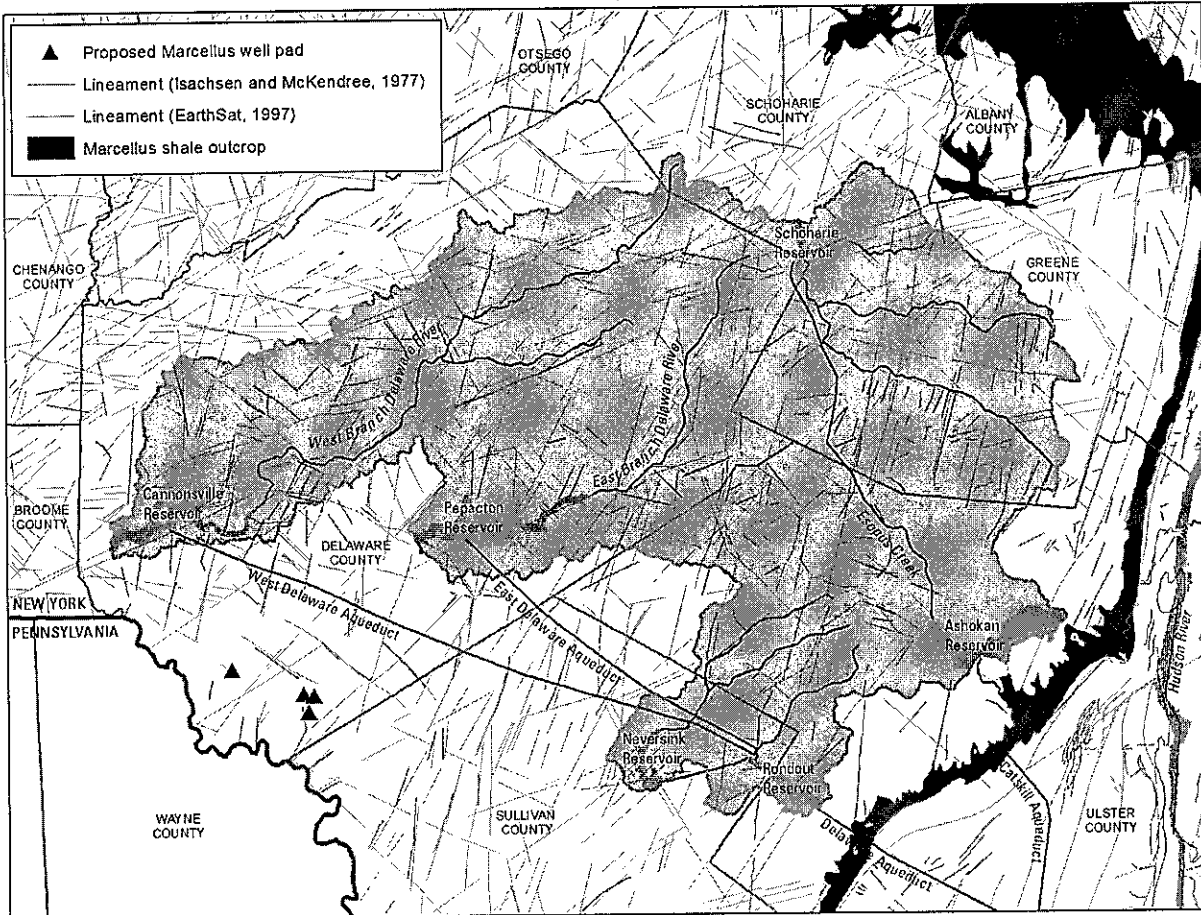 Proposed Marcellus well pad
Lineament (Isachsen and McKendree, 1977)
Lineament (EarthSat, 1997)
Marcellus shale outcrop
OTSEGO
COUNTY
SCHOHARIE
COUNTY
ALBANY
COUNTY
CHENANGO
COUNTY
Schoharie
Reservoir
GREENE
COUNTY
West Branch Delaware River
East Branch Delaware River
Esopus Creek
Cannonsville
Reservoir
Pepacton
Reservoir
BROOME
COUNTY
DELAWARE
COUNTY
West Delaware Aqueduct
East Delaware Aqueduct
NEW YORK
PENNSYLVANIA
Ashokan
Reservoir
Hudson River
Neversink
Reservoir
Rondout
Reservoir
Catskill Aqueduct
WAYNE
COUNTY
SULLIVAN
COUNTY
Delaware Aqueduct
ULSTER
COUNTY